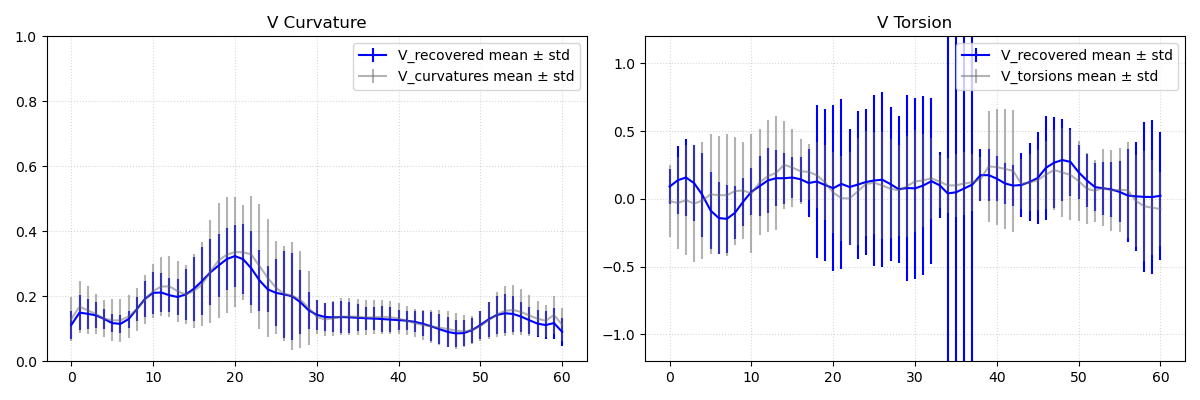 V Curvature
V_recovered mean ± std
V_curvatures mean ± std
1.0
0.8
0.6
0.4
0.2
0.0
0 10 20 30 40 50 60
V Torsion
V_recovered mean ± std
V_torsions mean ± std
1.0
0.5
0.0
−0.5
−1.0
0 10 20 30 40 50 60